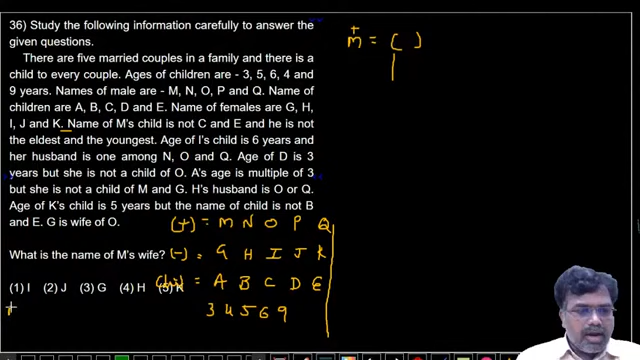 36) Study the following information carefully to answer the
given questions.
There are five married couples in a family and there is a
child to every couple. Ages of children are - 3, 5, 6, 4 and
9 years. Names of male are - M, N, O, P and Q. Name of
children are A, B, C, D and E. Name of females are G, H,
I, J and K. Name of M's child is not C and E and he is not
the eldest and the youngest. Age of I's child is 6 years and
her husband is one among N, O and Q. Age of D is 3
years but she is not a child of O. A's age is multiple of 3
but she is not a child of M and G. H's husband is O or Q.
Age of K's child is 5 years but the name of child is not B
and E. G is wife of O.
What is the name of M's wife?
(1) I (2) J (3) G (4) H (5) K
+
M = ( )
(+) = M N O P Q
(-) = G H I J K
= A B C D E
3 4 5 6 9